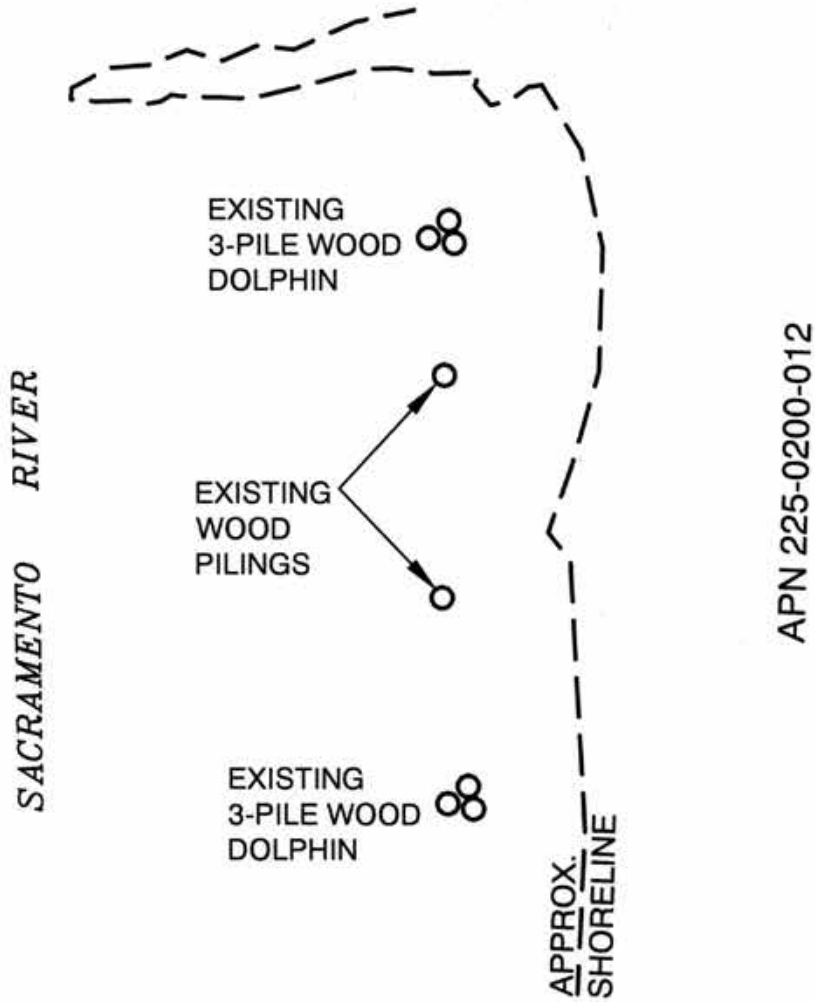 EXISTING
3-PILE WOOD
DOLPHIN
SACRAMENTO RIVER
EXISTING
WOOD
PILINGS
APN 225-0200-012
EXISTING
3-PILE WOOD
DOLPHIN
APPROX.
SHORELINE